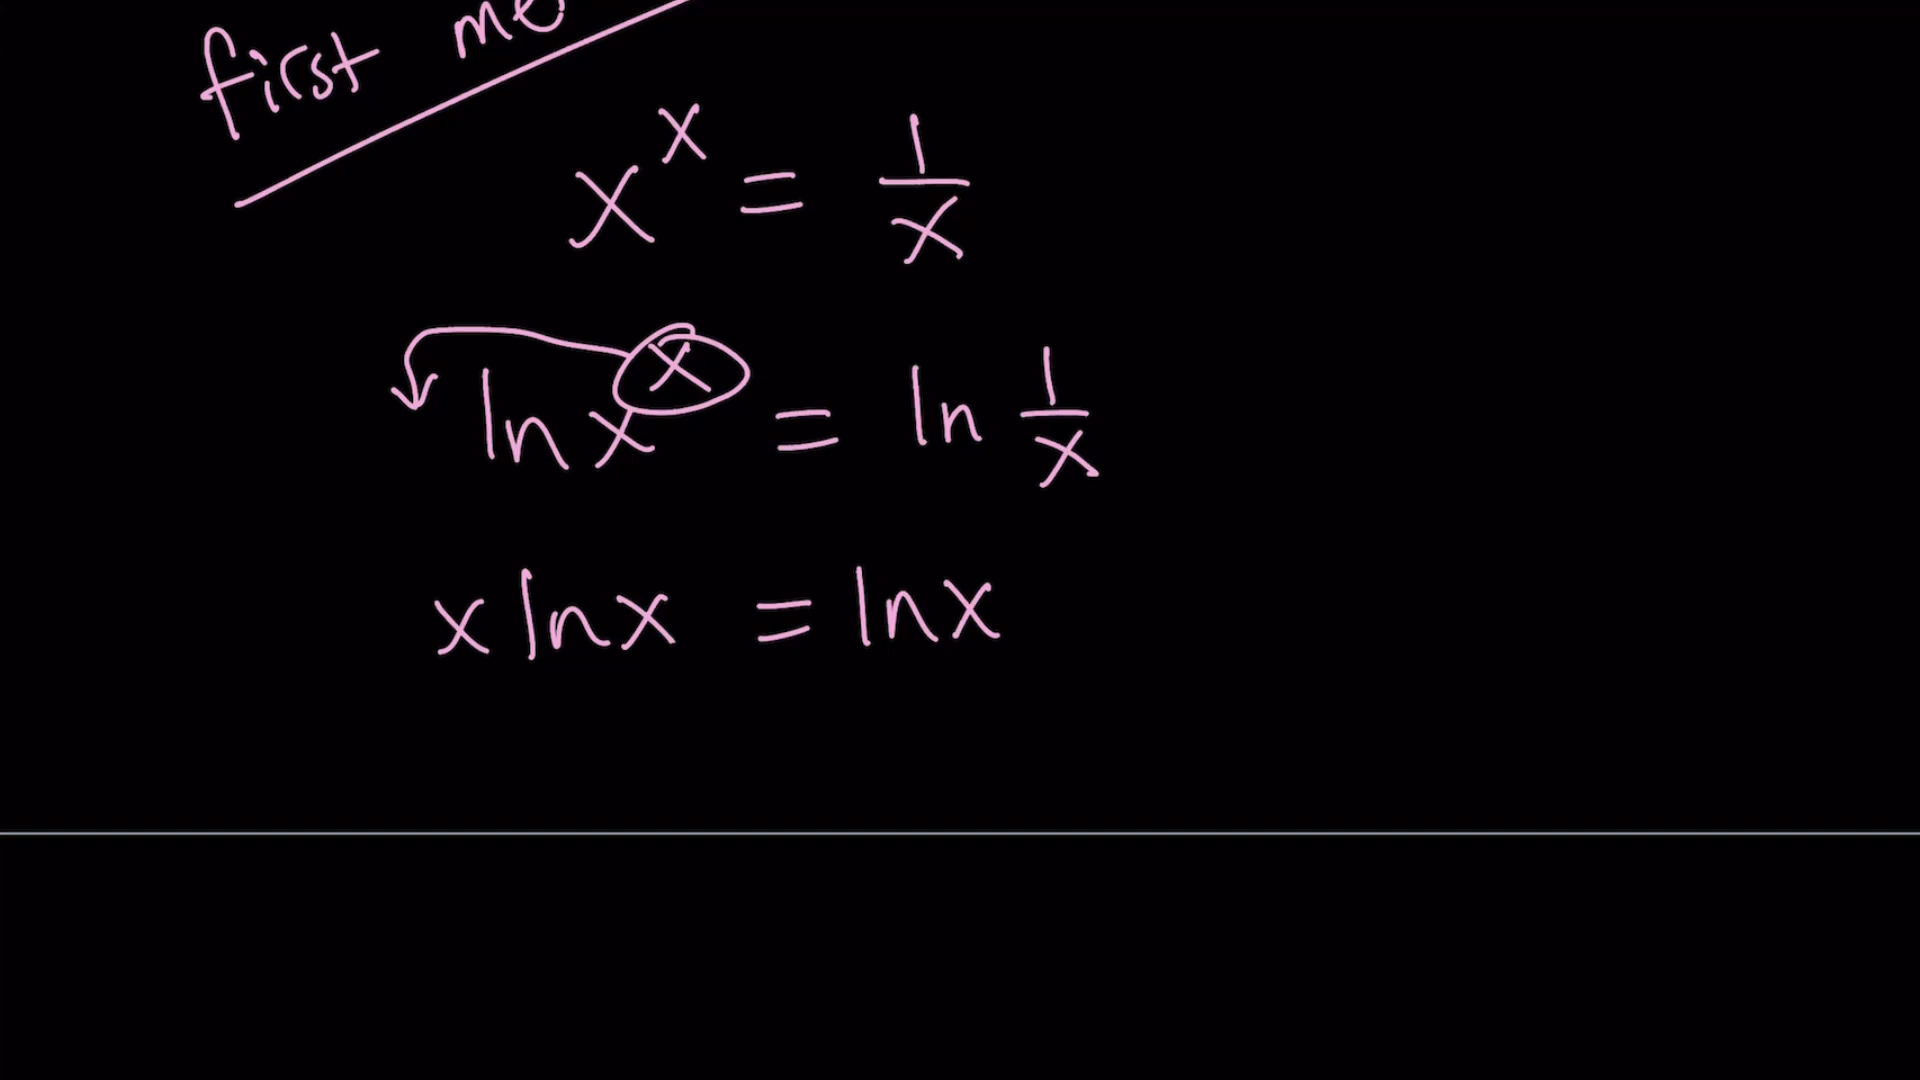 first me
x^x = 1/x
ln x^x = ln 1/x
x ln x = ln x